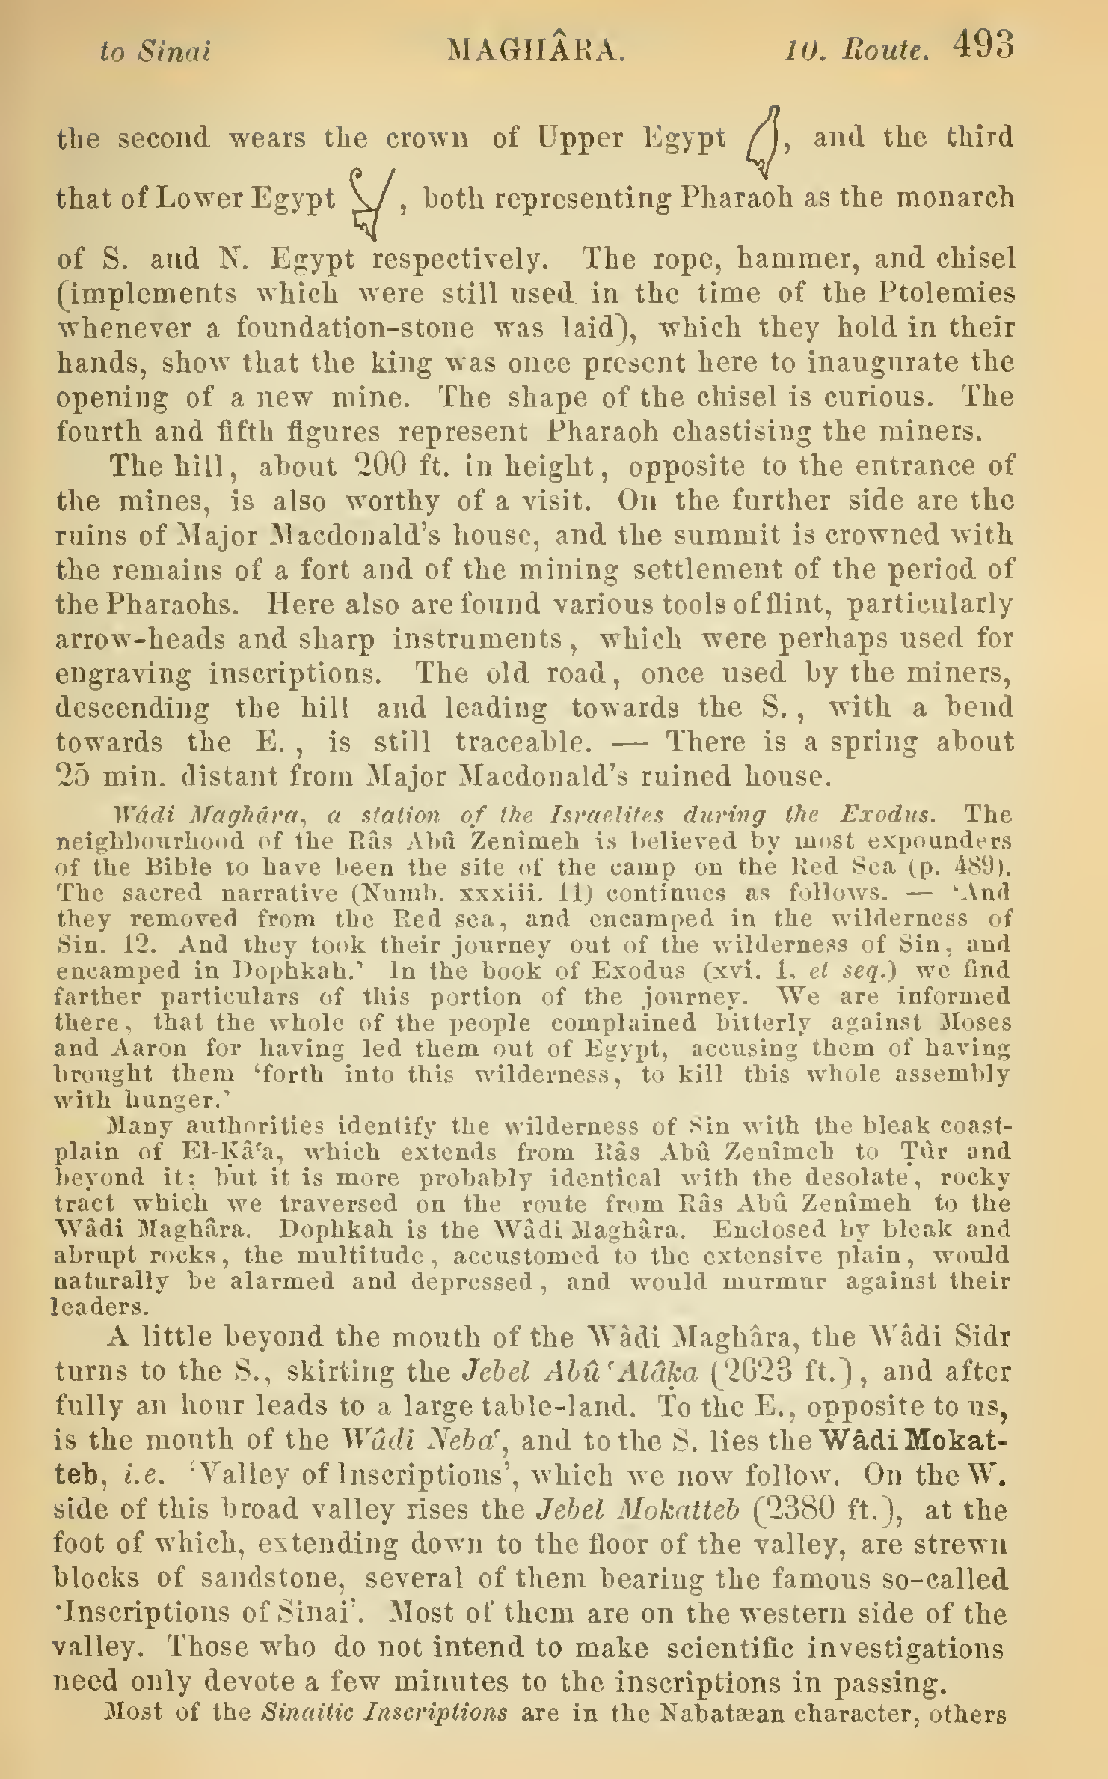 to Sinai MAGHÂRA. 10. Route. 493
the second wears the crown of Upper Egypt , and the third
that of Lower Egypt , both representing Pharaoh as the monarch
of S. and N. Egypt respectively. The rope, hammer, and chisel
(implements which were still used in the time of the Ptolemies
whenever a foundation-stone was laid), which they hold in their
hands, show that the king was once present here to inaugurate the
opening of a new mine. The shape of the chisel is curious. The
fourth and fifth figures represent Pharaoh chastising the miners.
The hill, about 200 ft. in height, opposite to the entrance of
the mines, is also worthy of a visit. On the further side are the
ruins of Major Macdonald's house, and the summit is crowned with
the remains of a fort and of the mining settlement of the period of
the Pharaohs. Here also are found various tools of flint, particularly
arrow-heads and sharp instruments, which were perhaps used for
engraving inscriptions. The old road, once used by the miners,
descending the hill and leading towards the S., with a bend
towards the E., is still traceable. — There is a spring about
25 min. distant from Major Macdonald's ruined house.
Wâdi Maghâra, a station of the Israelites during the Exodus. The
neighbourhood of the Râs Abû Zenîmeh is believed by most expounders
of the Bible to have been the site of the camp on the Red Sea (p. 489).
The sacred narrative (Numb. xxxiii. 11) continues as follows. — 'And
they removed from the Red sea, and encamped in the wilderness of
Sin. 12. And they took their journey out of the wilderness of Sin, and
encamped in Dophkah.' In the book of Exodus (xvi. 1, et seq.) we find
farther particulars of this portion of the journey. We are informed
there, that the whole of the people complained bitterly against Moses
and Aaron for having led them out of Egypt, accusing them of having
brought them 'forth into this wilderness, to kill this whole assembly
with hunger.'
Many authorities identify the wilderness of Sin with the bleak coast-
plain of El-Ḳâ'a, which extends from Râs Abû Zenîmeh to Ṭûr and
beyond it; but it is more probably identical with the desolate, rocky
tract which we traversed on the route from Râs Abû Zenîmeh to the
Wâdi Maghâra. Dophkah is the Wâdi Maghâra. Enclosed by bleak and
abrupt rocks, the multitude, accustomed to the extensive plain, would
naturally be alarmed and depressed, and would murmur against their
leaders.
A little beyond the mouth of the Wâdi Maghâra, the Wâdi Sidr
turns to the S., skirting the Jebel Abû 'Alâḳa (2623 ft.), and after
fully an hour leads to a large table-land. To the E., opposite to us,
is the mouth of the Wâdi Neba', and to the S. lies the Wâdi Mokat-
teb, i.e. 'Valley of Inscriptions', which we now follow. On the W.
side of this broad valley rises the Jebel Mokatteb (2380 ft.), at the
foot of which, extending down to the floor of the valley, are strewn
blocks of sandstone, several of them bearing the famous so-called
'Inscriptions of Sinai'. Most of them are on the western side of the
valley. Those who do not intend to make scientific investigations
need only devote a few minutes to the inscriptions in passing.
Most of the Sinaitic Inscriptions are in the Nabatæan character, others